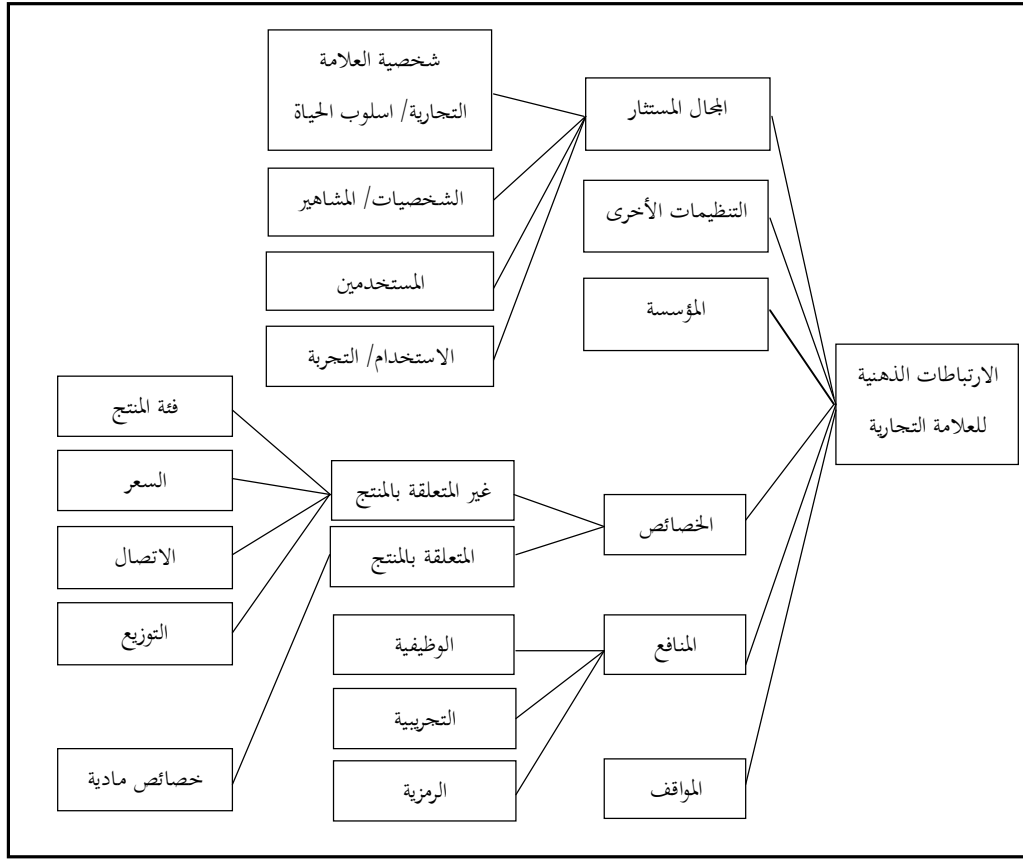 شخصية العلامة
التجارية/ اسلوب الحياة
المجال المستثار
الشخصيات/ المشاهير
التنظيمات الأخرى
المستخدمين
المؤسسة
الاستخدام/ التجربة
الارتباطات الذهنية
للعلامة التجارية
فئة المنتج
السعر
غير المتعلقة بالمنتج
الخصائص
الاتصال
المتعلقة بالمنتج
التوزيع
الوظيفية
المنافع
التجريبية
خصائص مادية
الرمزية
المواقف